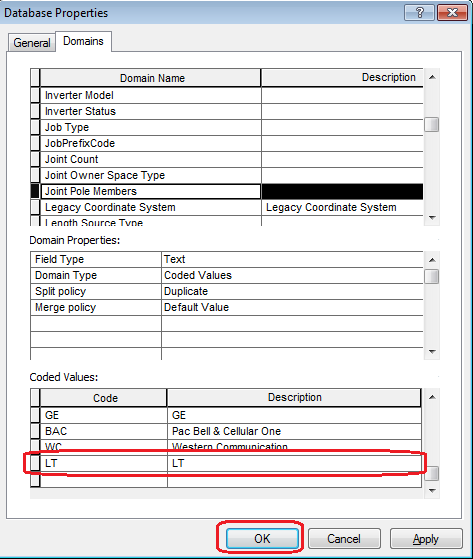 Database Properties
General Domains
Domain Name Description
Inverter Model
Inverter Status
Job Type
JobPrefixCode
Joint Count
Joint Owner Space Type
Joint Pole Members
Legacy Coordinate System Legacy Coordinate System
Length Source Type
Domain Properties:
Field Type Text
Domain Type Coded Values
Split policy Duplicate
Merge policy Default Value
Coded Values:
Code Description
GE GE
BAC Pac Bell & Cellular One
WC Western Communication
LT LT
OK Cancel Apply